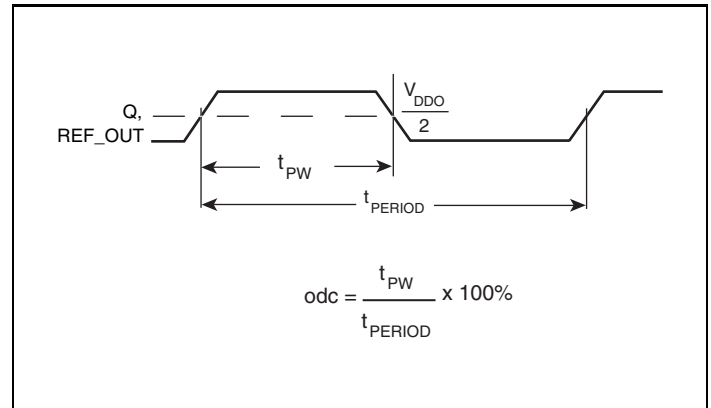 Q,
REF_OUT
V_DDO
2
t_PW
t_PERIOD
odc = t_PW / t_PERIOD x 100%